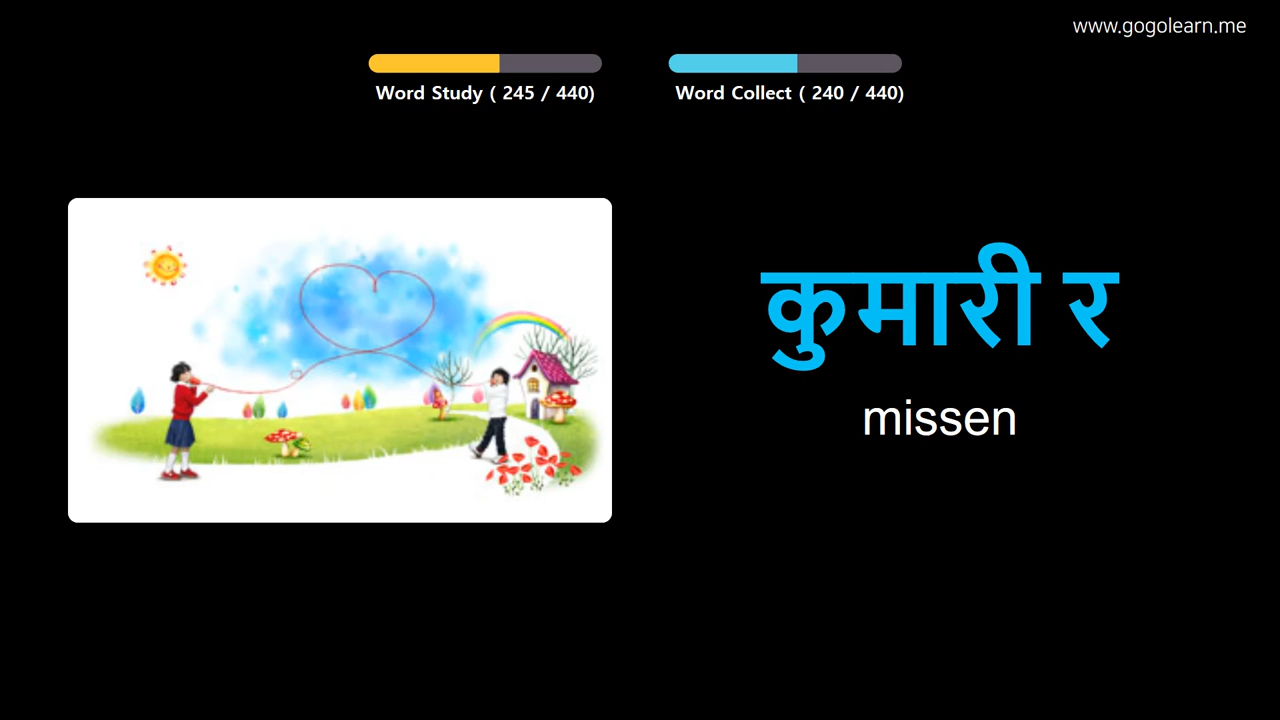 www.gogolearn.me
Word Study ( 245 / 440)
Word Collect ( 240 / 440)
कुमारी र
missen